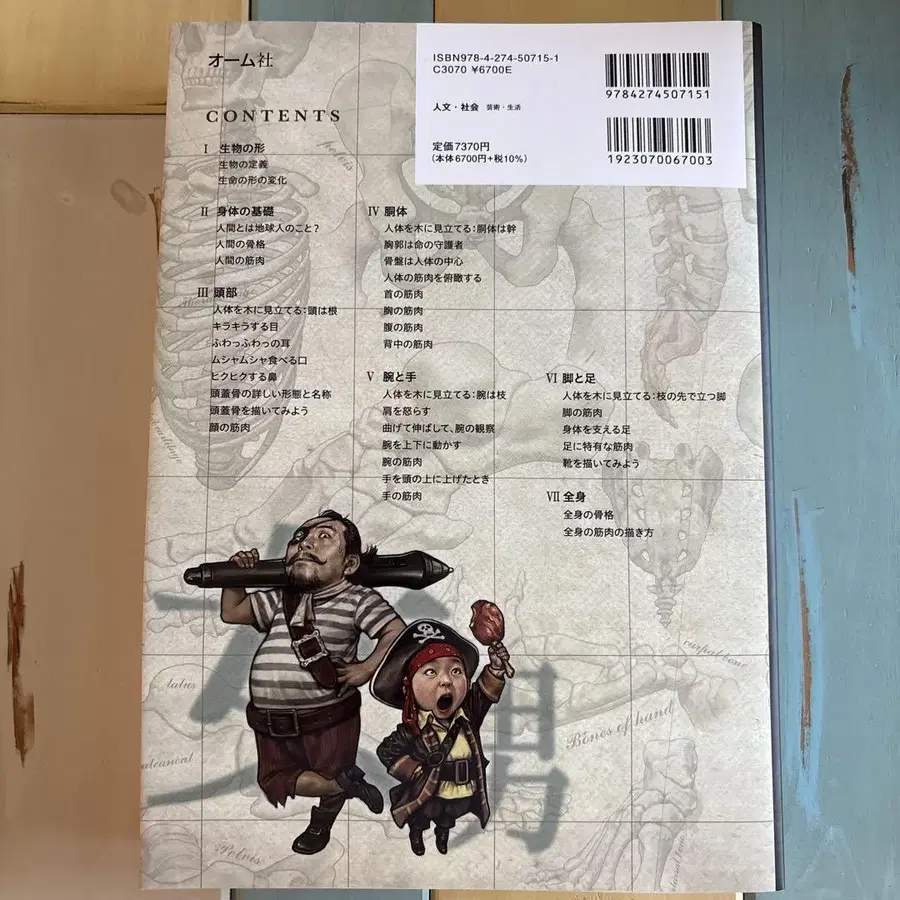 オーム社
ISBN978-4-274-50715-1
C3070 ¥6700E
人文・社会 芸術・生活
定価7370円
(本体6700円+税10%)
9784274507151
1923070067003
CONTENTS
I 生物の形
生物の定義
生命の形の変化
II 身体の基礎
人間とは地球人のこと?
人間の骨格
人間の筋肉
III 頭部
人体を木に見立てる:頭は根
キラキラする目
ふわっふわっの耳
ムシャムシャ食べる口
ヒクヒクする鼻
頭蓋骨の詳しい形態と名称
頭蓋骨を描いてみよう
顔の筋肉
IV 胴体
人体を木に見立てる:胴体は幹
胸郭は命の守護者
骨盤は人体の中心
人体の筋肉を俯瞰する
首の筋肉
胸の筋肉
腹の筋肉
背中の筋肉
V 腕と手
人体を木に見立てる:腕は枝
肩を怒らす
曲げて伸ばして、腕の観察
腕を上下に動かす
腕の筋肉
手を頭の上に上げたとき
手の筋肉
VI 脚と足
人体を木に見立てる:枝の先で立つ脚
脚の筋肉
身体を支える足
足に特有な筋肉
靴を描いてみよう
VII 全身
全身の骨格
全身の筋肉の描き方
pelvis
talus
carpal bone
Bones of hand
Pelvis